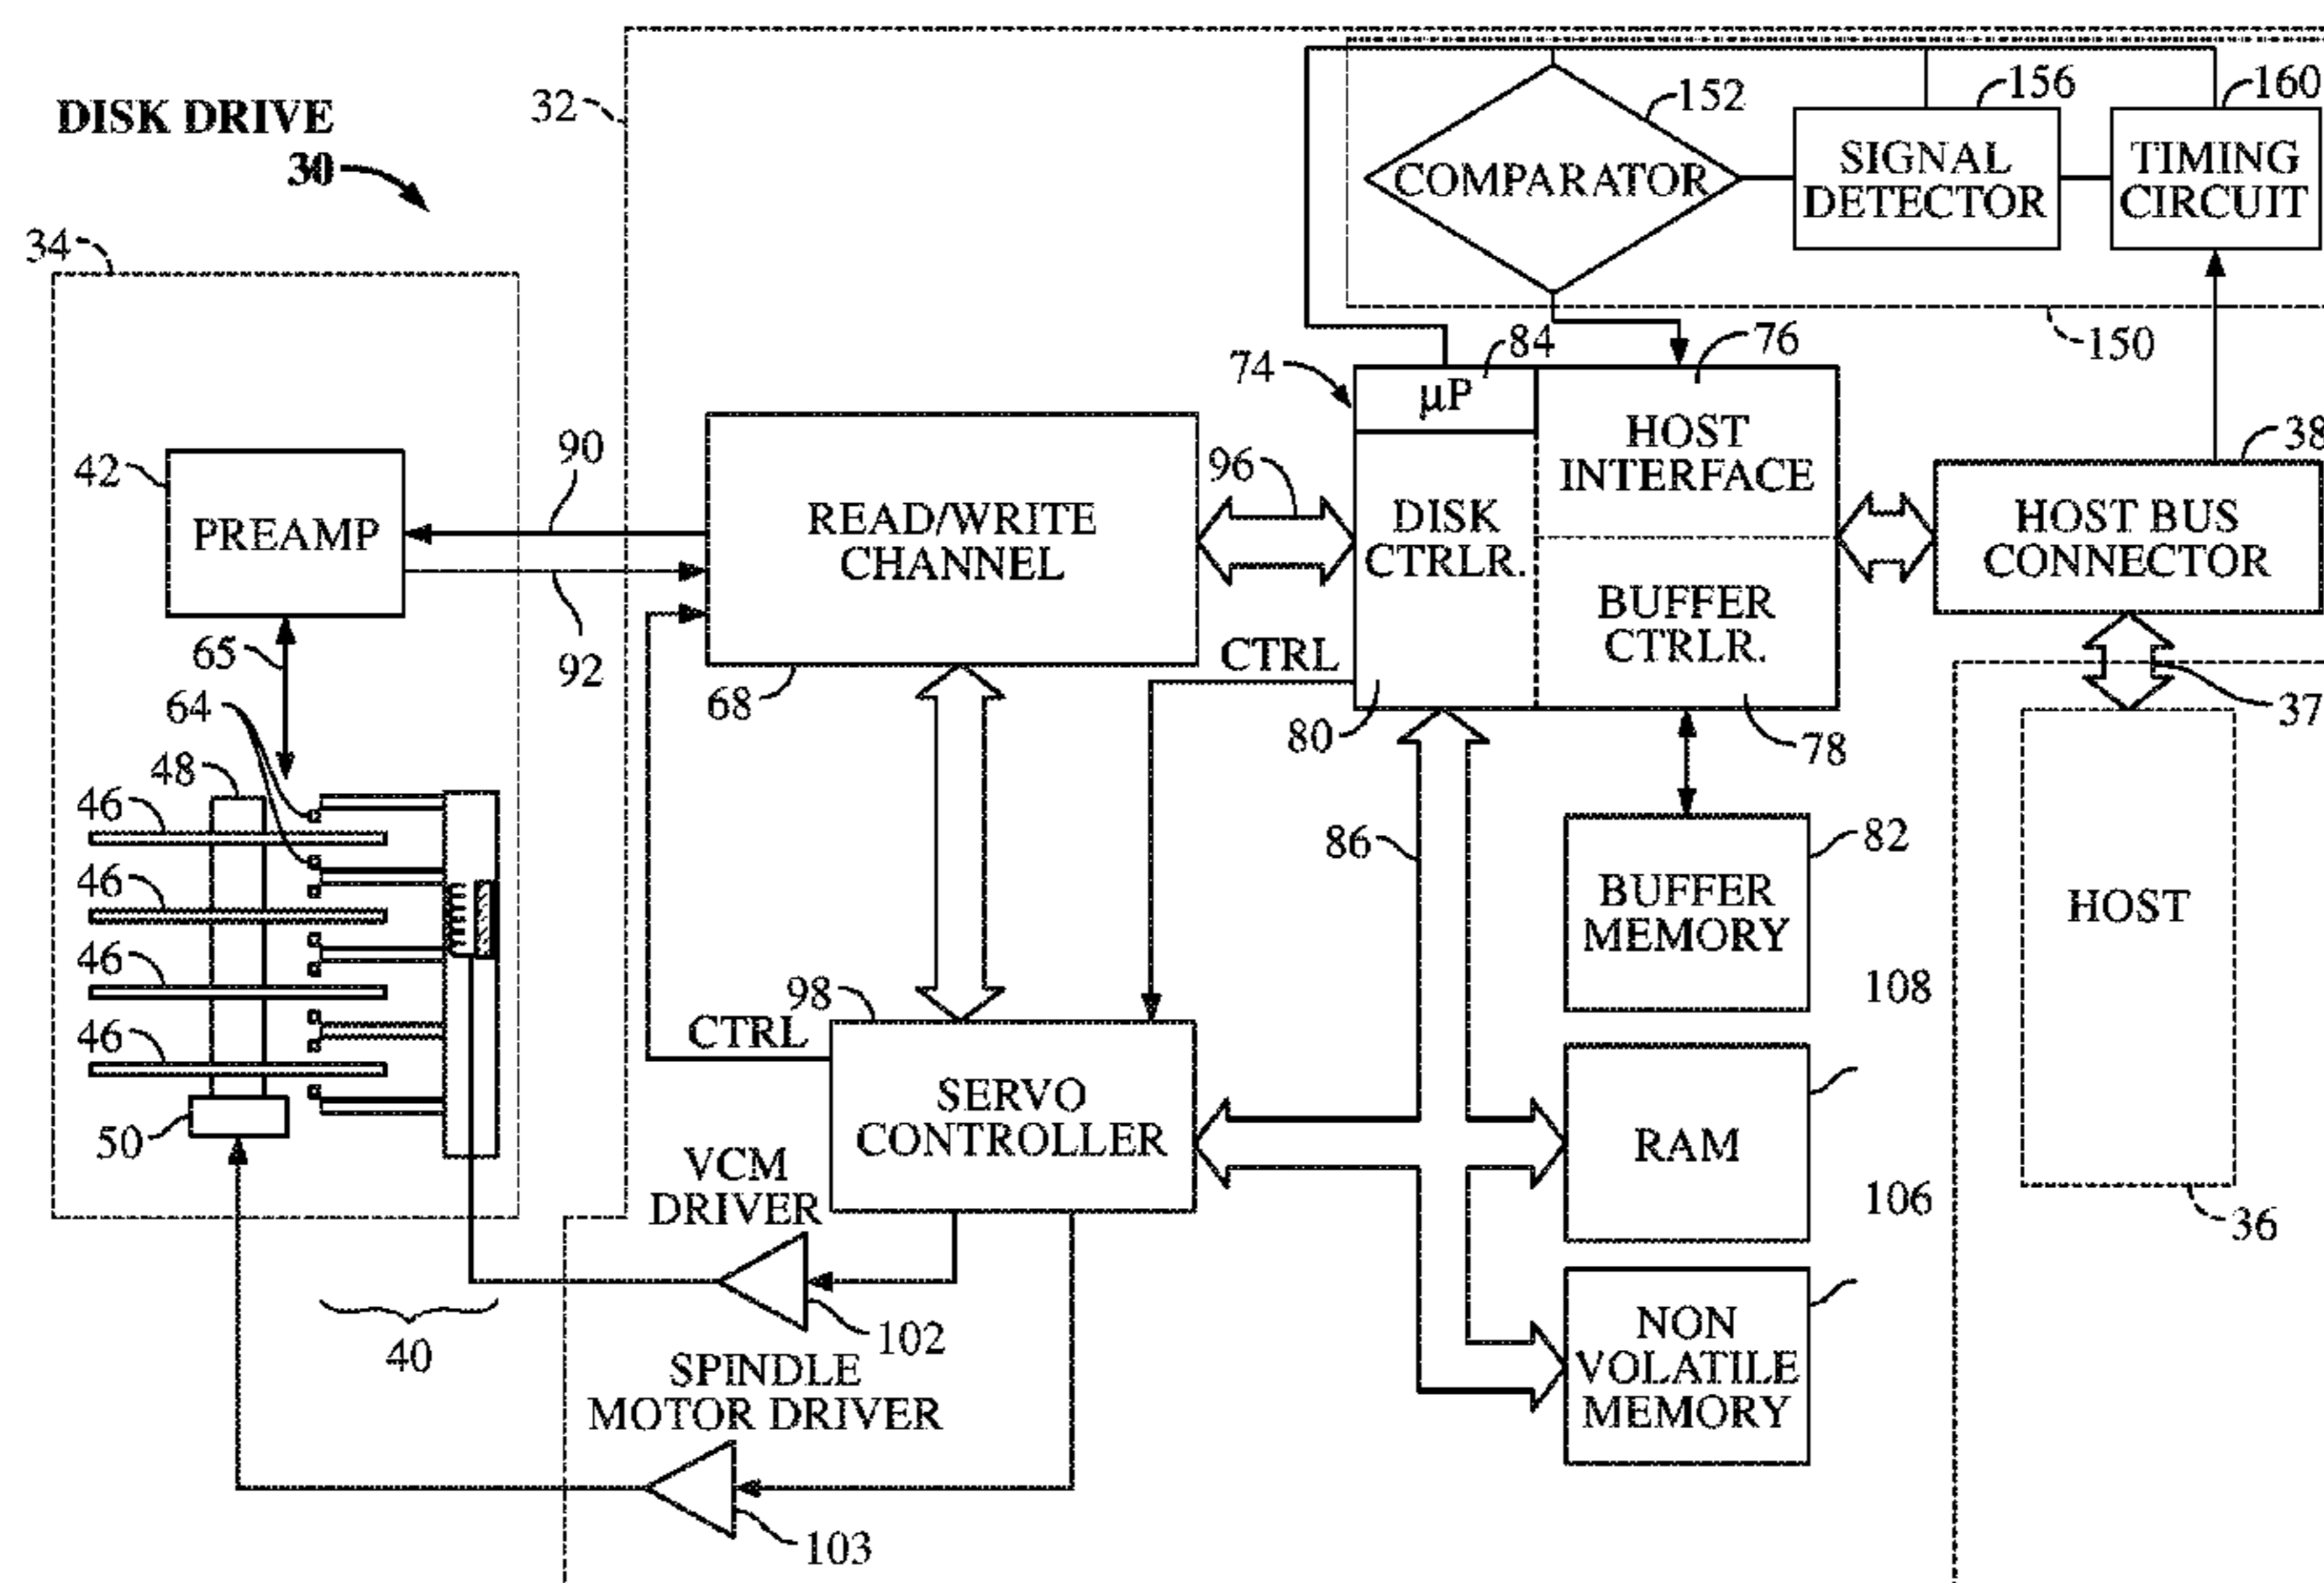 DISK DRIVE
30
32
34
152
156
160
COMPARATOR
SIGNAL
DETECTOR
TIMING
CIRCUIT
150
74
84
76
38
μP
HOST
INTERFACE
42
PREAMP
90
92
READ/WRITE
CHANNEL
68
96
DISK
CTRLR.
BUFFER
CTRLR.
HOST BUS
CONNECTOR
37
65
64
CTRL
80
78
48
46
46
46
46
50
86
82
BUFFER
MEMORY
HOST
36
108
98
CTRL
SERVO
CONTROLLER
RAM
106
VCM
DRIVER
102
40
NON
VOLATILE
MEMORY
SPINDLE
MOTOR DRIVER
103